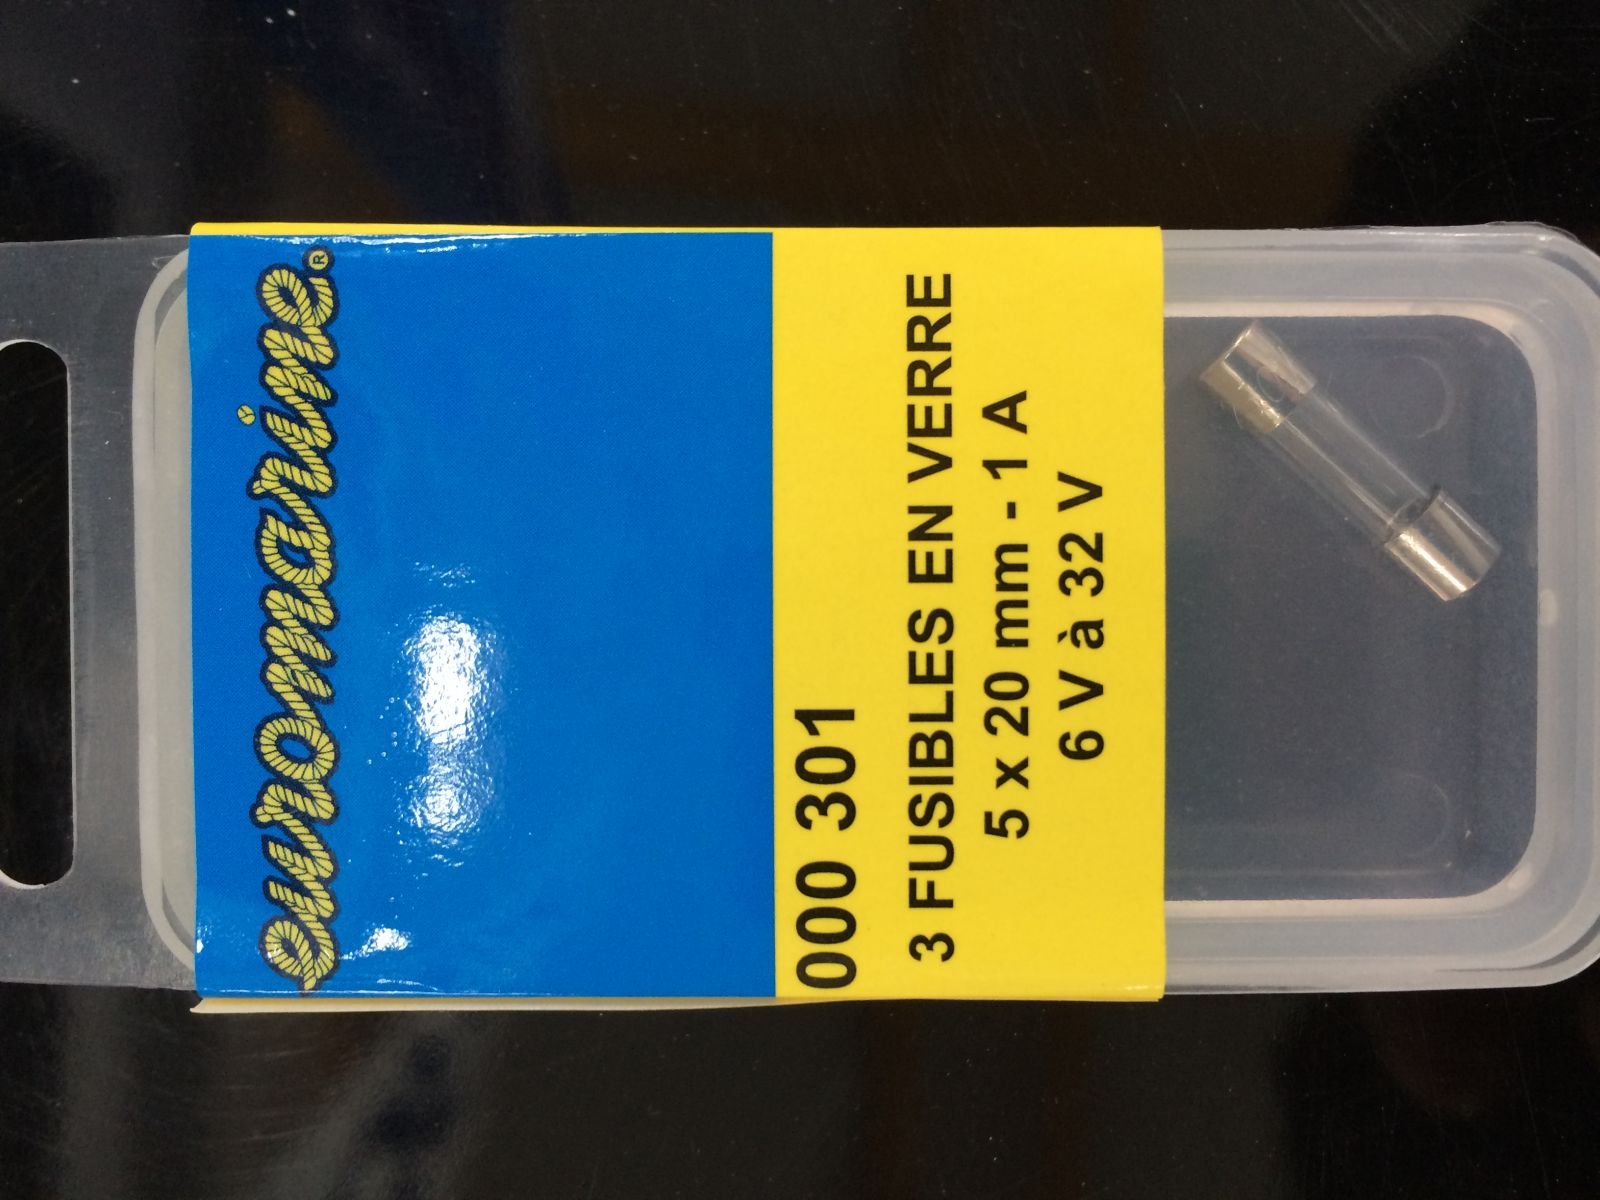 euromarine®
000 301
3 FUSIBLES EN VERRE
5 x 20 mm - 1 A
6 V à 32 V